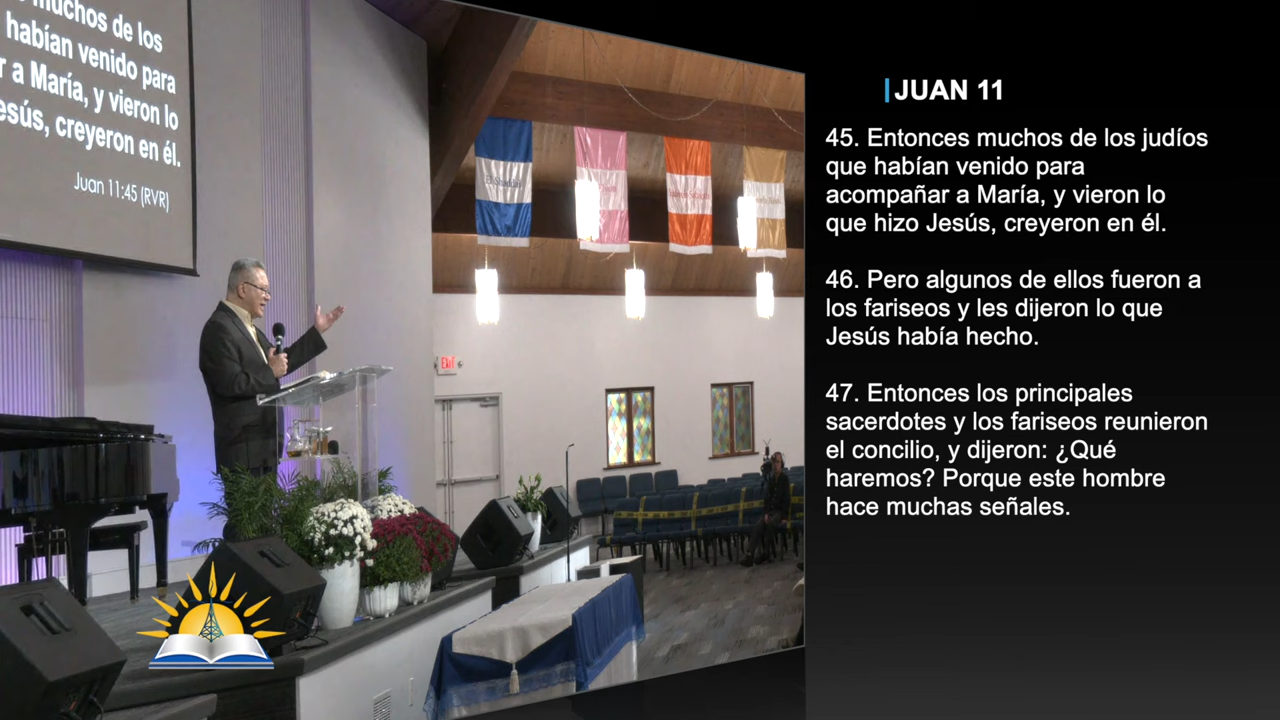 muchos de los
habían venido para
a María, y vieron lo
esús, creyeron en él.
Juan 11:45 (RVR)
EXIT
JUAN 11
45. Entonces muchos de los judíos
que habían venido para
acompañar a María, y vieron lo
que hizo Jesús, creyeron en él.
46. Pero algunos de ellos fueron a
los fariseos y les dijeron lo que
Jesús había hecho.
47. Entonces los principales
sacerdotes y los fariseos reunieron
el concilio, y dijeron: ¿Qué
haremos? Porque este hombre
hace muchas señales.